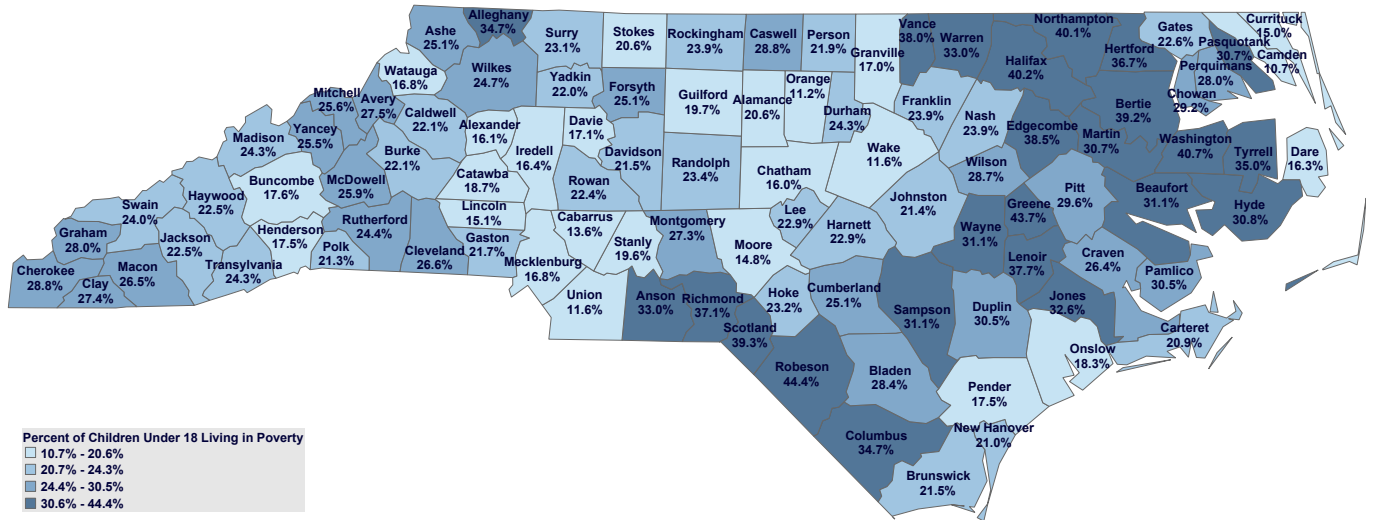 Ashe
25.1%
Alleghany
34.7%
Surry
23.1%
Stokes
20.6%
Rockingham
23.9%
Caswell
28.8%
Person
21.9%
Granville
17.0%
Vance
38.0%
Warren
33.0%
Northampton
40.1%
Halifax
40.2%
Hertford
36.7%
Gates
22.6%
Currituck
15.0%
Pasquotank
30.7%
Camden
10.7%
Perquimans
28.0%
Chowan
29.2%
Watauga
16.8%
Wilkes
24.7%
Yadkin
22.0%
Forsyth
25.1%
Guilford
19.7%
Alamance
20.6%
Orange
11.2%
Durham
24.3%
Franklin
23.9%
Nash
23.9%
Edgecombe
38.5%
Bertie
39.2%
Martin
30.7%
Washington
40.7%
Tyrrell
35.0%
Dare
16.3%
Mitchell
25.6%
Avery
27.5%
Caldwell
22.1%
Alexander
16.1%
Iredell
16.4%
Davie
17.1%
Davidson
21.5%
Randolph
23.4%
Chatham
16.0%
Wake
11.6%
Wilson
28.7%
Pitt
29.6%
Beaufort
31.1%
Hyde
30.8%
Madison
24.3%
Yancey
25.5%
Burke
22.1%
McDowell
25.9%
Catawba
18.7%
Rowan
22.4%
Buncombe
17.6%
Haywood
22.5%
Swain
24.0%
Graham
28.0%
Jackson
22.5%
Cherokee
28.8%
Clay
27.4%
Macon
26.5%
Transylvania
24.3%
Henderson
17.5%
Polk
21.3%
Rutherford
24.4%
Cleveland
26.6%
Lincoln
15.1%
Gaston
21.7%
Mecklenburg
16.8%
Cabarrus
13.6%
Stanly
19.6%
Montgomery
27.3%
Moore
14.8%
Lee
22.9%
Harnett
22.9%
Johnston
21.4%
Wayne
31.1%
Greene
43.7%
Lenoir
37.7%
Craven
26.4%
Pamlico
30.5%
Jones
32.6%
Carteret
20.9%
Union
11.6%
Anson
33.0%
Richmond
37.1%
Scotland
39.3%
Hoke
23.2%
Cumberland
25.1%
Sampson
31.1%
Duplin
30.5%
Onslow
18.3%
Robeson
44.4%
Bladen
28.4%
Pender
17.5%
New Hanover
21.0%
Columbus
34.7%
Brunswick
21.5%
Percent of Children Under 18 Living in Poverty
10.7% - 20.6%
20.7% - 24.3%
24.4% - 30.5%
30.6% - 44.4%